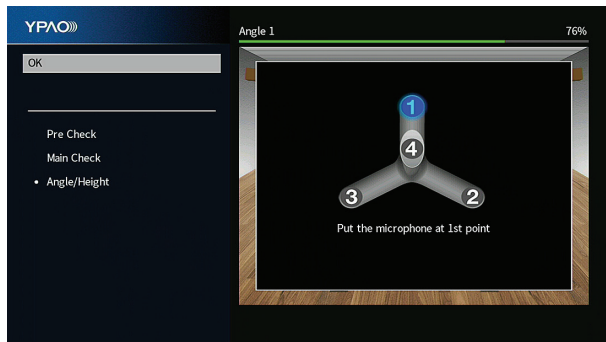 YPAO
Angle 1 76%
OK
Pre Check
Main Check
• Angle/Height
1
4
3 2
Put the microphone at 1st point